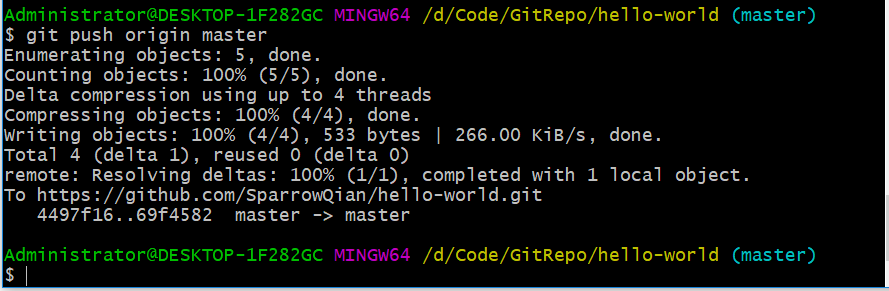 Administrator@DESKTOP-1F282GC MINGW64 /d/Code/GitRepo/hello-world (master)
$ git push origin master
Enumerating objects: 5, done.
Counting objects: 100% (5/5), done.
Delta compression using up to 4 threads
Compressing objects: 100% (4/4), done.
Writing objects: 100% (4/4), 533 bytes | 266.00 KiB/s, done.
Total 4 (delta 1), reused 0 (delta 0)
remote: Resolving deltas: 100% (1/1), completed with 1 local object.
To https://github.com/SparrowQian/hello-world.git
   4497f16..69f4582  master -> master
Administrator@DESKTOP-1F282GC MINGW64 /d/Code/GitRepo/hello-world (master)
$